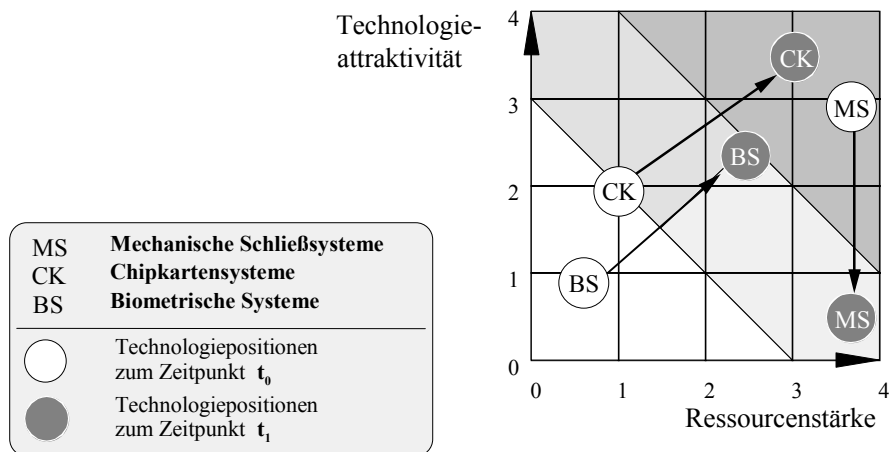 Technologie-
attraktivität
4
3
2
1
0
CK
MS
BS
CK
BS
MS
0 1 2 3 4
Ressourcenstärke
MS Mechanische Schließsysteme
CK Chipkartensysteme
BS Biometrische Systeme
Technologiepositionen
zum Zeitpunkt t₀
Technologiepositionen
zum Zeitpunkt t₁